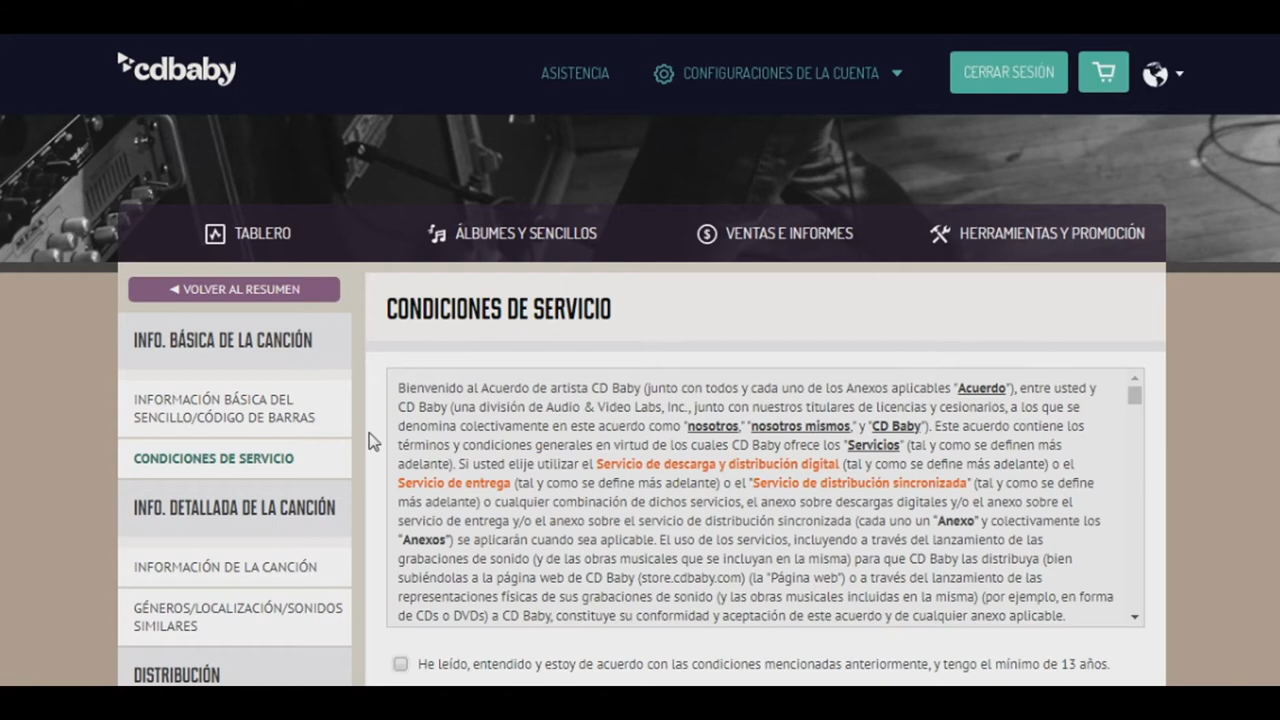 cdbaby
ASISTENCIA
CONFIGURACIONES DE LA CUENTA
CERRAR SESIÓN
TABLERO
ÁLBUMES Y SENCILLOS
VENTAS E INFORMES
HERRAMIENTAS Y PROMOCIÓN
VOLVER AL RESUMEN
INFO. BÁSICA DE LA CANCIÓN
INFORMACIÓN BÁSICA DEL
SENCILLO/CÓDIGO DE BARRAS
CONDICIONES DE SERVICIO
INFO. DETALLADA DE LA CANCIÓN
INFORMACIÓN DE LA CANCIÓN
GÉNEROS/LOCALIZACIÓN/SONIDOS
SIMILARES
DISTRIBUCIÓN
CONDICIONES DE SERVICIO
Bienvenido al Acuerdo de artista CD Baby (junto con todos y cada uno de los Anexos aplicables "Acuerdo"), entre usted y
CD Baby (una división de Audio & Video Labs, Inc., junto con nuestros titulares de licencias y cesionarios, a los que se
denomina colectivamente en este acuerdo como "nosotros," "nosotros mismos," y "CD Baby"). Este acuerdo contiene los
términos y condiciones generales en virtud de los cuales CD Baby ofrece los "Servicios" (tal y como se definen más
adelante). Si usted elije utilizar el Servicio de descarga y distribución digital (tal y como se define más adelante) o el
Servicio de entrega (tal y como se define más adelante) o el "Servicio de distribución sincronizada" (tal y como se define
más adelante) o cualquier combinación de dichos servicios, el anexo sobre descargas digitales y/o el anexo sobre el
servicio de entrega y/o el anexo sobre el servicio de distribución sincronizada (cada uno un "Anexo" y colectivamente los
"Anexos") se aplicarán cuando sea aplicable. El uso de los servicios, incluyendo a través del lanzamiento de las
grabaciones de sonido (y de las obras musicales que se incluyan en la misma) para que CD Baby las distribuya (bien
subiéndolas a la página web de CD Baby (store.cdbaby.com) (la "Página web") o a través del lanzamiento de las
representaciones físicas de sus grabaciones de sonido (y las obras musicales incluidas en la misma) (por ejemplo, en forma
de CDs o DVDs) a CD Baby, constituye su conformidad y aceptación de este acuerdo y de cualquier anexo aplicable.
He leído, entendido y estoy de acuerdo con las condiciones mencionadas anteriormente, y tengo el mínimo de 13 años.